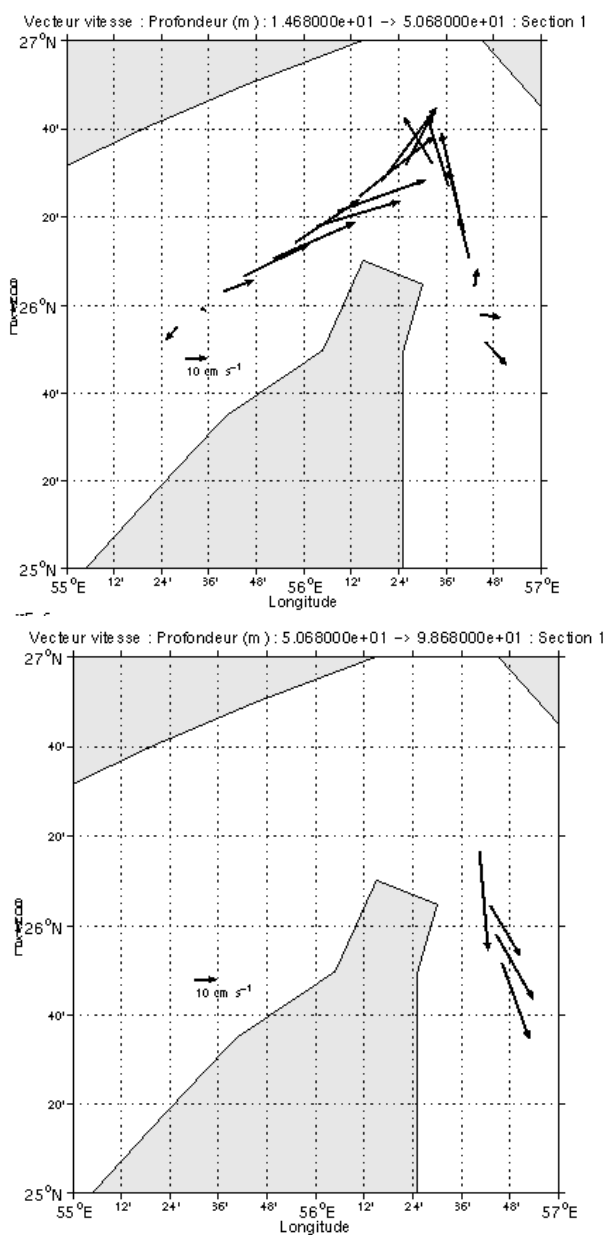 Vecteur vitesse : Profondeur (m) : 1.468000e+01 −> 5.068000e+01 : Section 1
27°N
40'
20'
26°N
40'
10 cm s⁻¹
20'
25°N
55°E 12' 24' 36' 48' 56°E 12' 24' 36' 48' 57°E
Longitude
Vecteur vitesse : Profondeur (m) : 5.068000e+01 −> 9.868000e+01 : Section 1
27°N
40'
20'
26°N
10 cm s⁻¹
40'
20'
25°N
55°E 12' 24' 36' 48' 56°E 12' 24' 36' 48' 57°E
Longitude